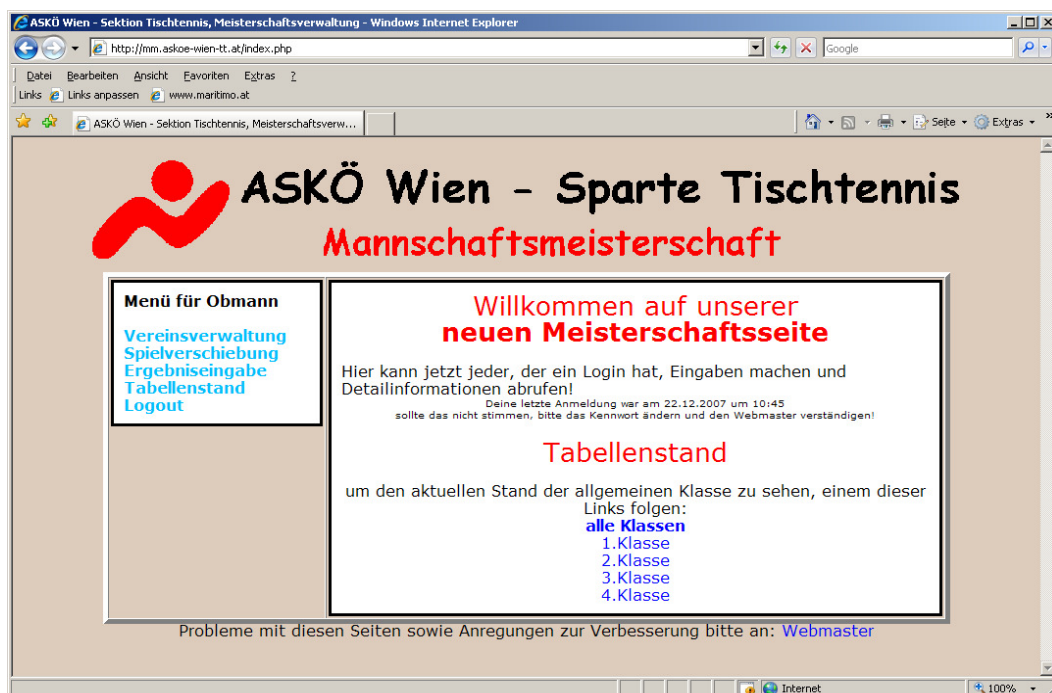 ASKÖ Wien - Sektion Tischtennis, Meisterschaftsverwaltung - Windows Internet Explorer
http://mm.askoe-wien-tt.at/index.php
Google
Datei Bearbeiten Ansicht Favoriten Extras ?
Links Links anpassen www.maritimo.at
ASKÖ Wien - Sektion Tischtennis, Meisterschaftsverw...
Seite Extras »
ASKÖ Wien - Sparte Tischtennis
Mannschaftsmeisterschaft
Menü für Obmann
Vereinsverwaltung
Spielverschiebung
Ergebniseingabe
Tabellenstand
Logout
Willkommen auf unserer
neuen Meisterschaftsseite
Hier kann jetzt jeder, der ein Login hat, Eingaben machen und
Detailinformationen abrufen!
Deine letzte Anmeldung war am 22.12.2007 um 10:45
sollte das nicht stimmen, bitte das Kennwort ändern und den Webmaster verständigen!
Tabellenstand
um den aktuellen Stand der allgemeinen Klasse zu sehen, einem dieser
Links folgen:
alle Klassen
1.Klasse
2.Klasse
3.Klasse
4.Klasse
Probleme mit diesen Seiten sowie Anregungen zur Verbesserung bitte an: Webmaster
Internet
100%